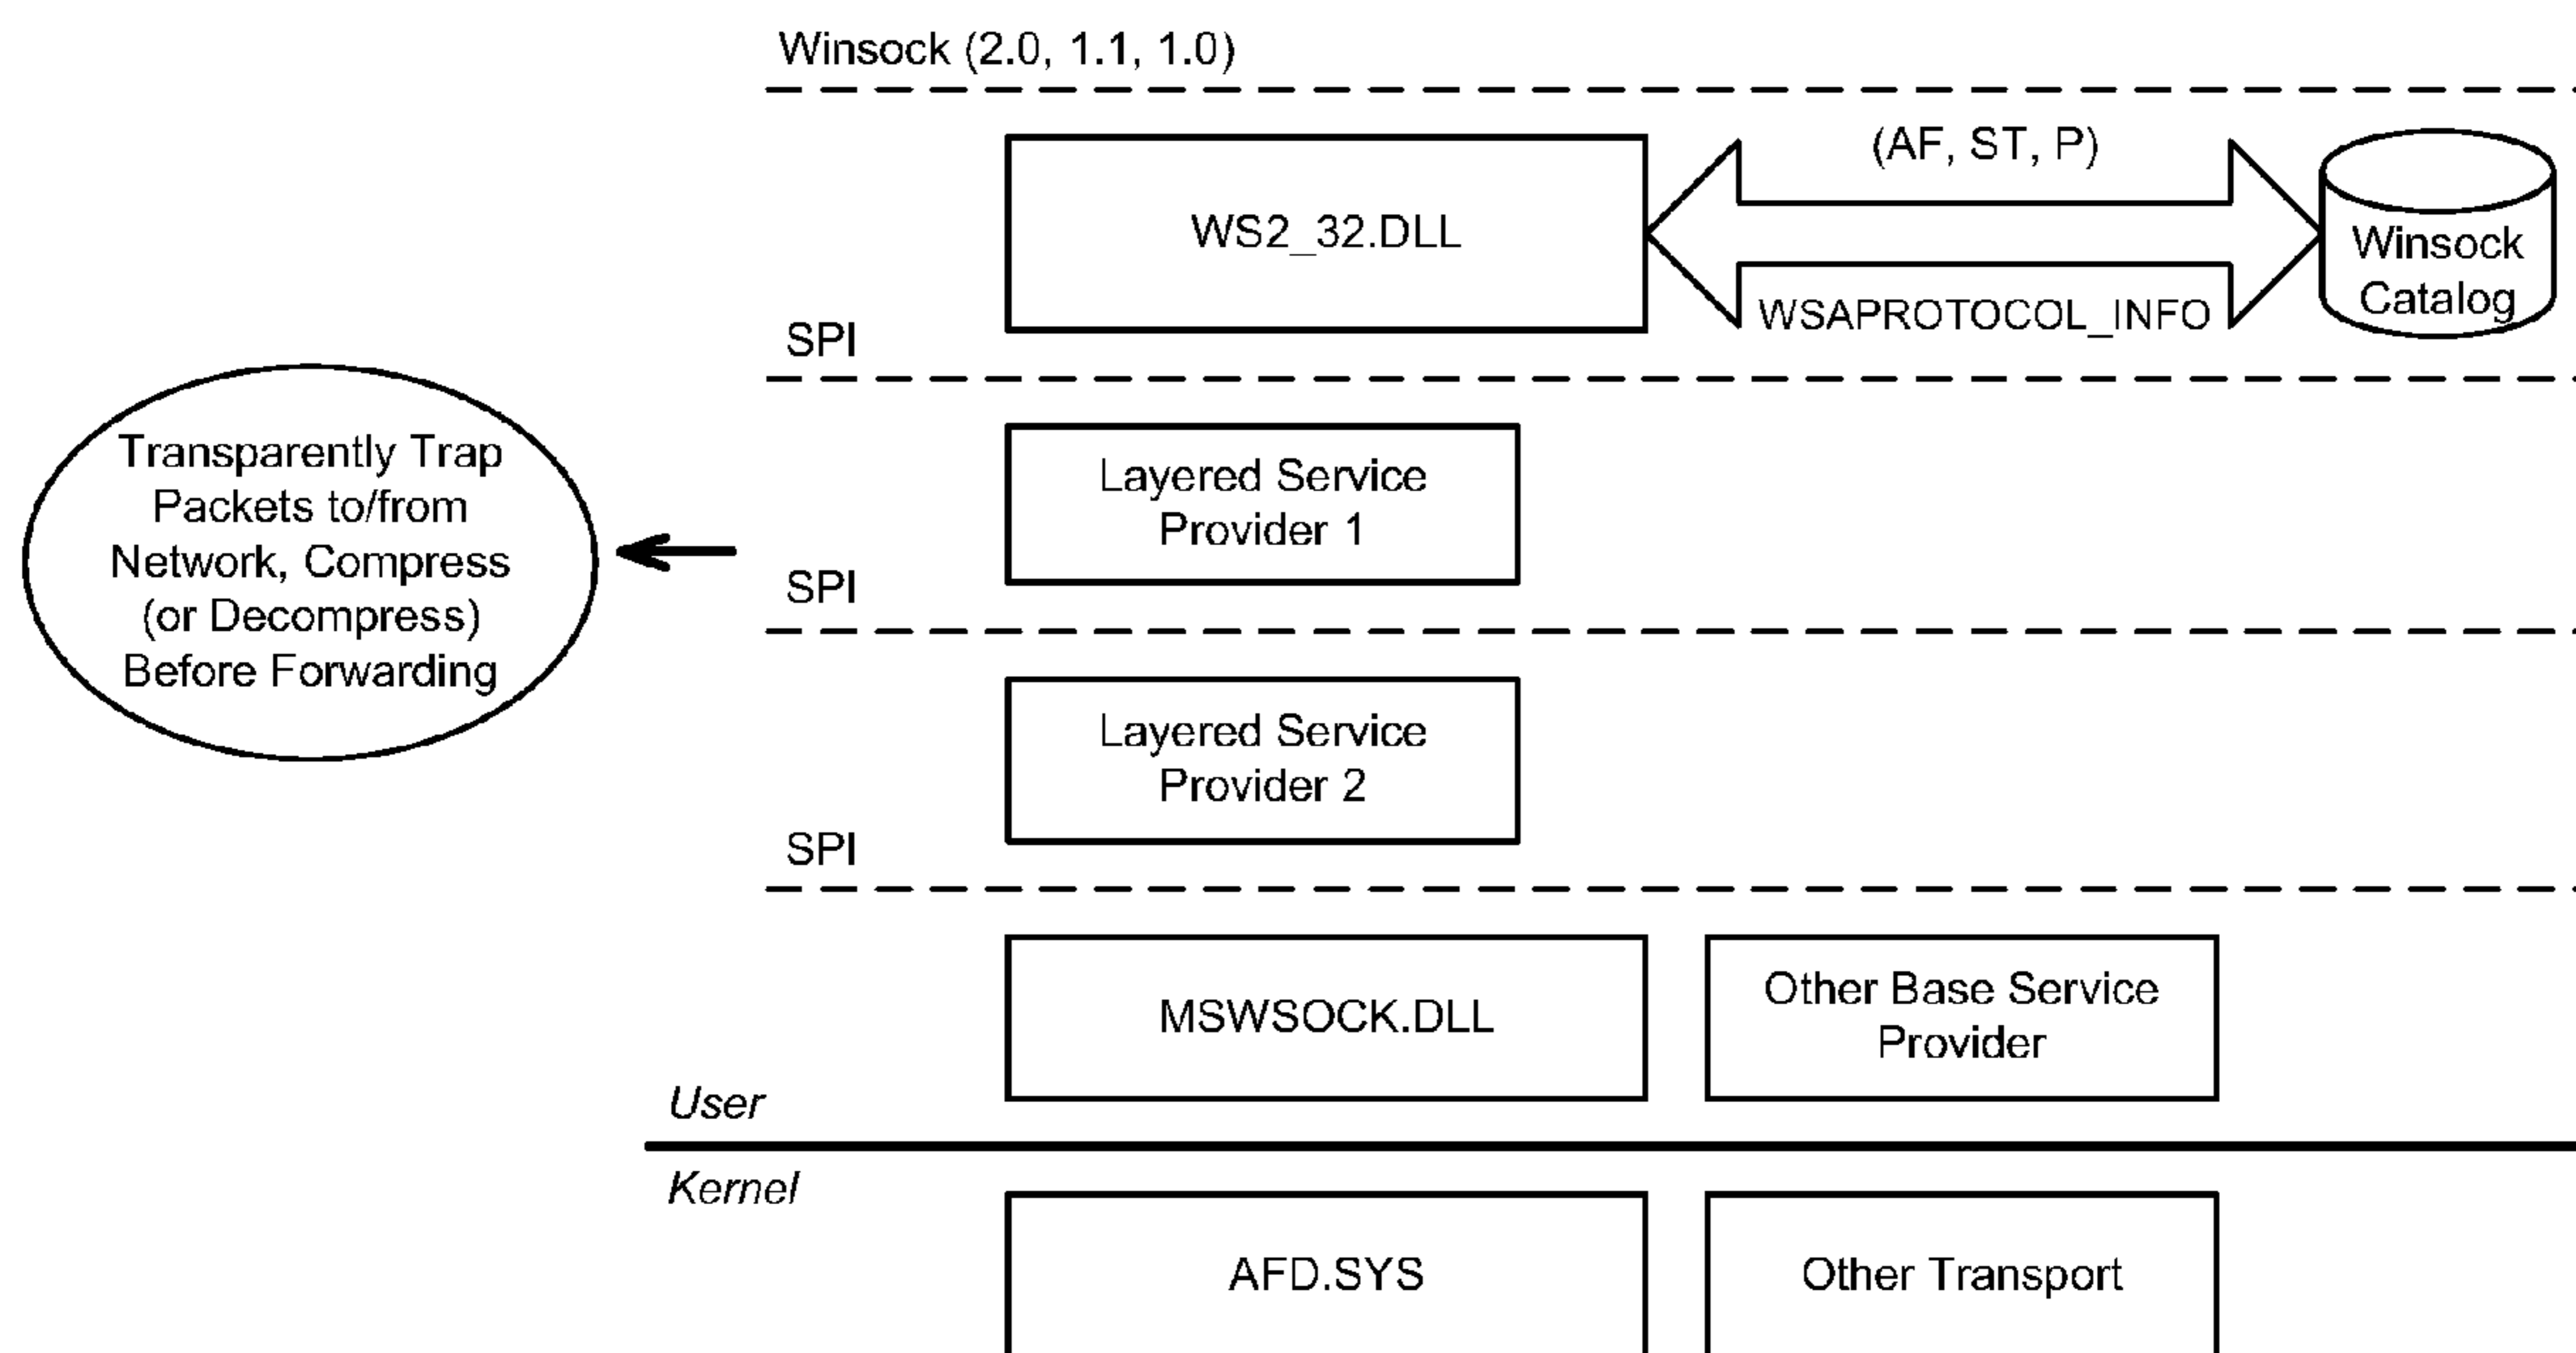 Winsock (2.0, 1.1, 1.0)
WS2_32.DLL
(AF, ST, P)
WSAPROTOCOL_INFO
Winsock
Catalog
SPI
Transparently Trap
Packets to/from
Network, Compress
(or Decompress)
Before Forwarding
Layered Service
Provider 1
SPI
Layered Service
Provider 2
SPI
MSWSOCK.DLL
Other Base Service
Provider
User
Kernel
AFD.SYS
Other Transport